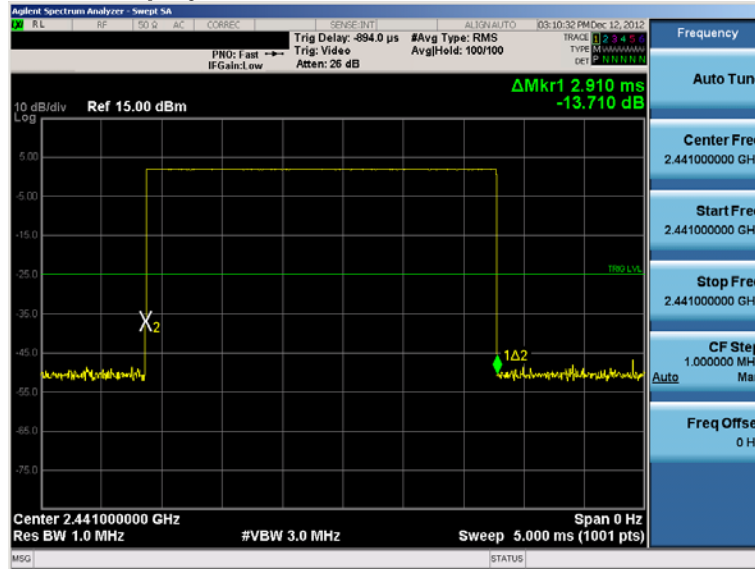 Agilent Spectrum Analyzer - Swept SA
RL RF 50 Ω AC CORREC SENSE:INT ALIGNAUTO 03:10:32 PM Dec 12, 2012
Trig Delay: -894.0 µs #Avg Type: RMS TRACE 1 2 3 4 5 6
PNO: Fast Trig: Video Avg|Hold: 100/100 TYPE M
IFGain:Low Atten: 26 dB DET P N N N N N
ΔMkr1 2.910 ms
10 dB/div Ref 15.00 dBm -13.710 dB
Log
5.00
-5.00
-15.0
-25.0
TRIG LVL
-35.0
X2
-45.0
1Δ2
-55.0
-65.0
-75.0
Center 2.441000000 GHz Span 0 Hz
Res BW 1.0 MHz #VBW 3.0 MHz Sweep 5.000 ms (1001 pts)
MSG STATUS
Frequency
Auto Tun
Center Fre
2.441000000 GH
Start Fre
2.441000000 GH
Stop Fre
2.441000000 GH
CF Ste
1.000000 MH
Auto Ma
Freq Offse
0 H